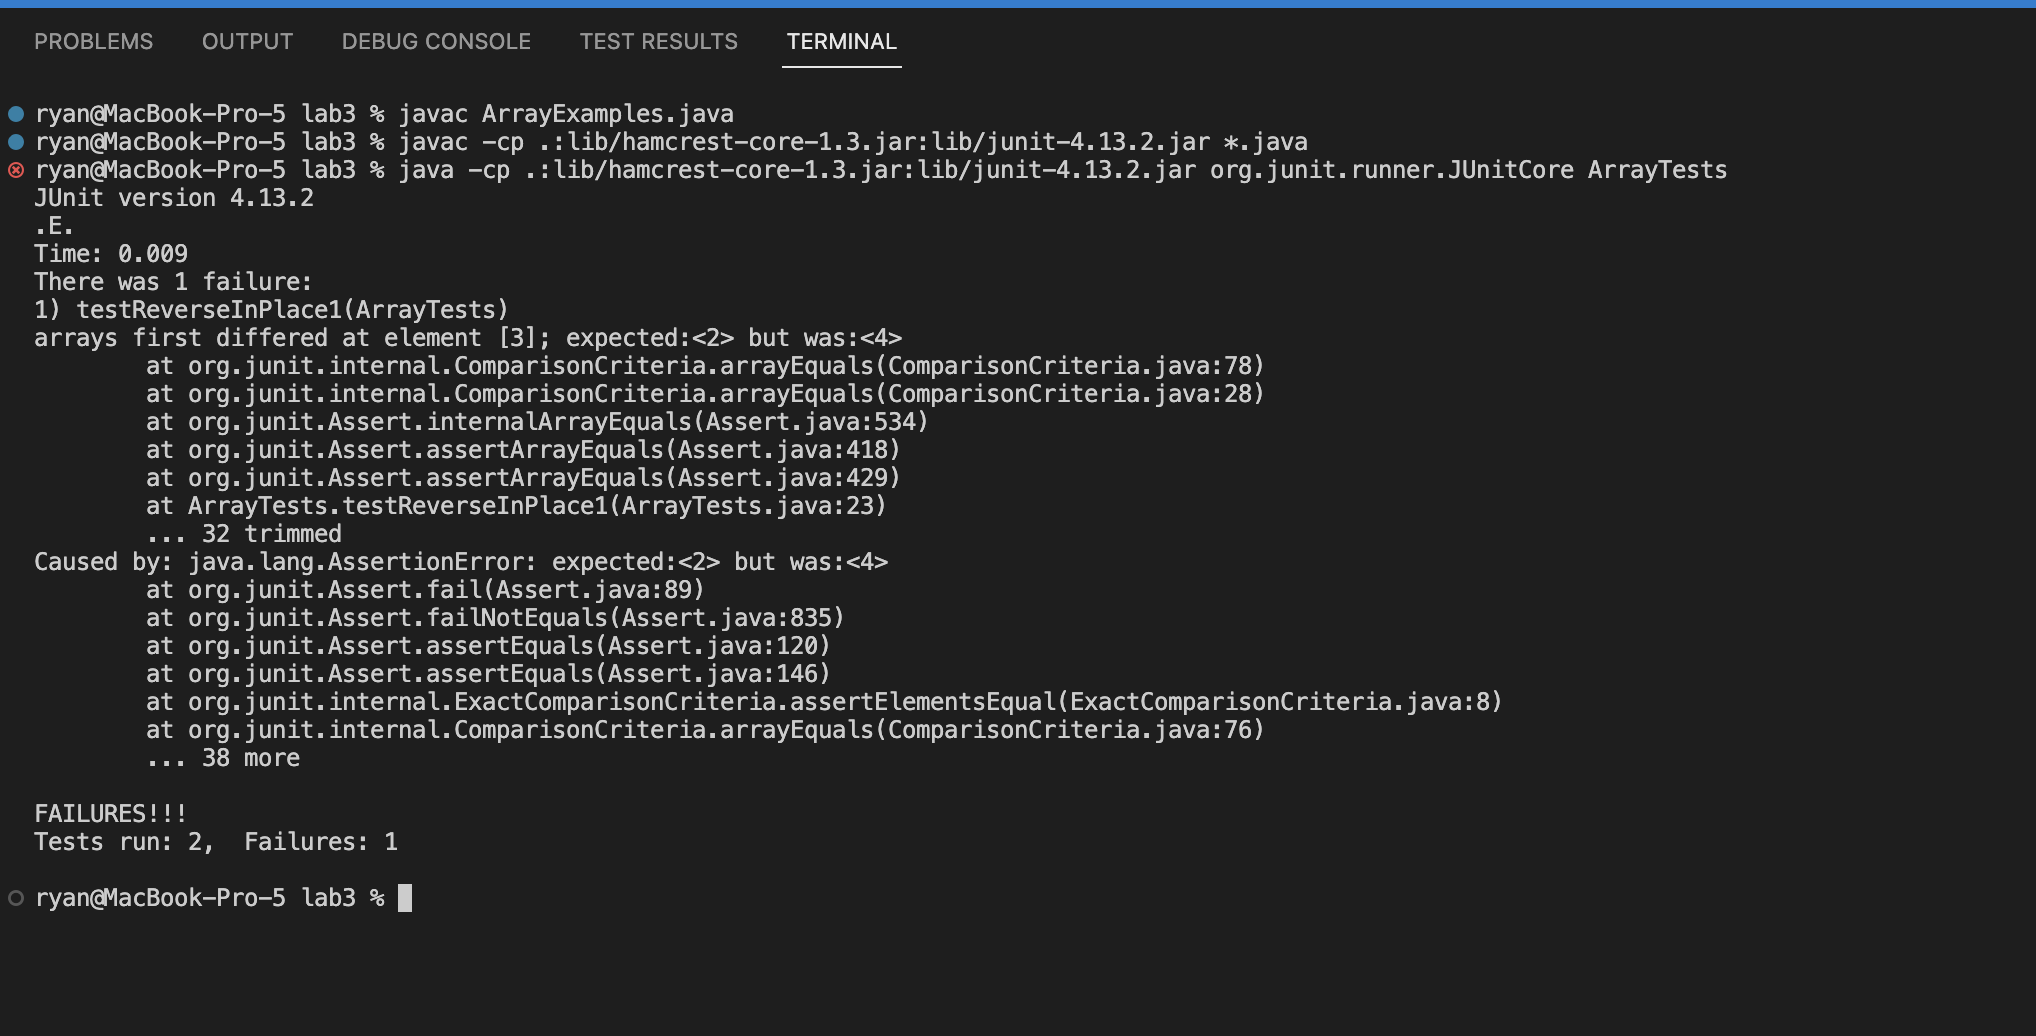 PROBLEMS OUTPUT DEBUG CONSOLE TEST RESULTS TERMINAL
ryan@MacBook-Pro-5 lab3 % javac ArrayExamples.java
ryan@MacBook-Pro-5 lab3 % javac -cp .:lib/hamcrest-core-1.3.jar:lib/junit-4.13.2.jar *.java
ryan@MacBook-Pro-5 lab3 % java -cp .:lib/hamcrest-core-1.3.jar:lib/junit-4.13.2.jar org.junit.runner.JUnitCore ArrayTests
JUnit version 4.13.2
.E.
Time: 0.009
There was 1 failure:
1) testReverseInPlace1(ArrayTests)
arrays first differed at element [3]; expected:<2> but was:<4>
at org.junit.internal.ComparisonCriteria.arrayEquals(ComparisonCriteria.java:78)
at org.junit.internal.ComparisonCriteria.arrayEquals(ComparisonCriteria.java:28)
at org.junit.Assert.internalArrayEquals(Assert.java:534)
at org.junit.Assert.assertArrayEquals(Assert.java:418)
at org.junit.Assert.assertArrayEquals(Assert.java:429)
at ArrayTests.testReverseInPlace1(ArrayTests.java:23)
... 32 trimmed
Caused by: java.lang.AssertionError: expected:<2> but was:<4>
at org.junit.Assert.fail(Assert.java:89)
at org.junit.Assert.failNotEquals(Assert.java:835)
at org.junit.Assert.assertEquals(Assert.java:120)
at org.junit.Assert.assertEquals(Assert.java:146)
at org.junit.internal.ExactComparisonCriteria.assertElementsEqual(ExactComparisonCriteria.java:8)
at org.junit.internal.ComparisonCriteria.arrayEquals(ComparisonCriteria.java:76)
... 38 more
FAILURES!!!
Tests run: 2,  Failures: 1
ryan@MacBook-Pro-5 lab3 %